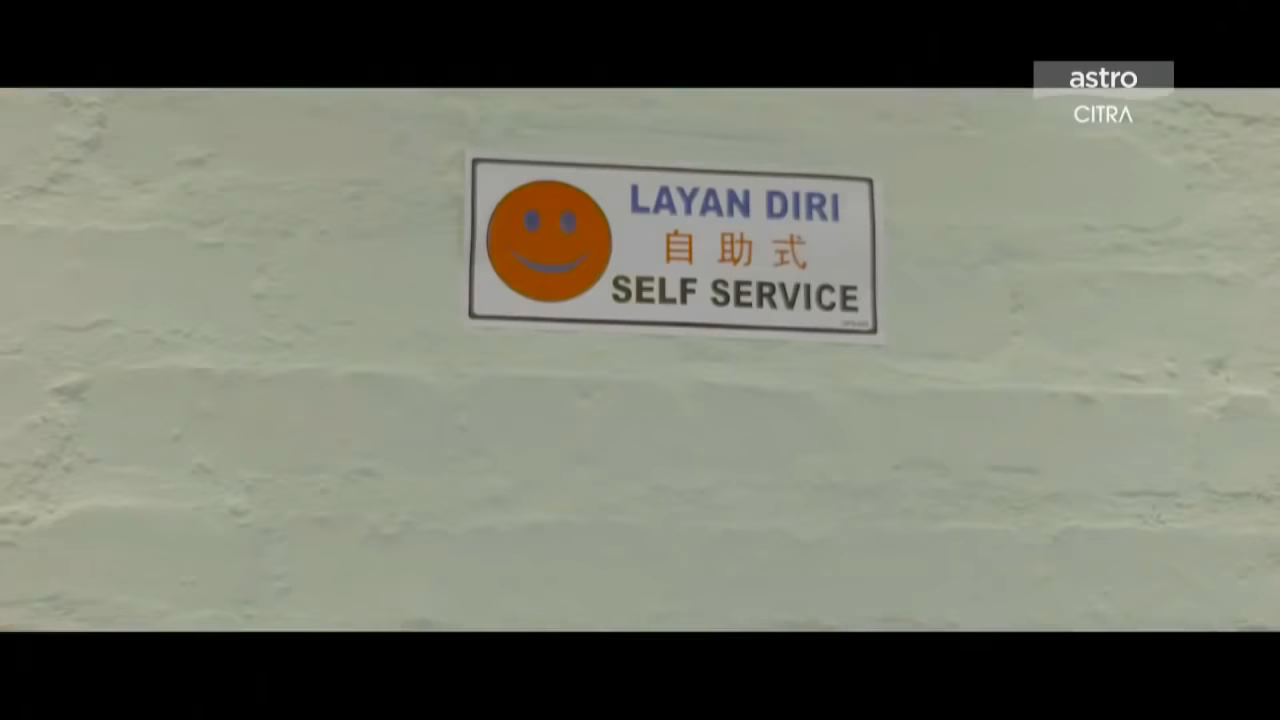 astro
CITRA
LAYAN DIRI
自助式
SELF SERVICE